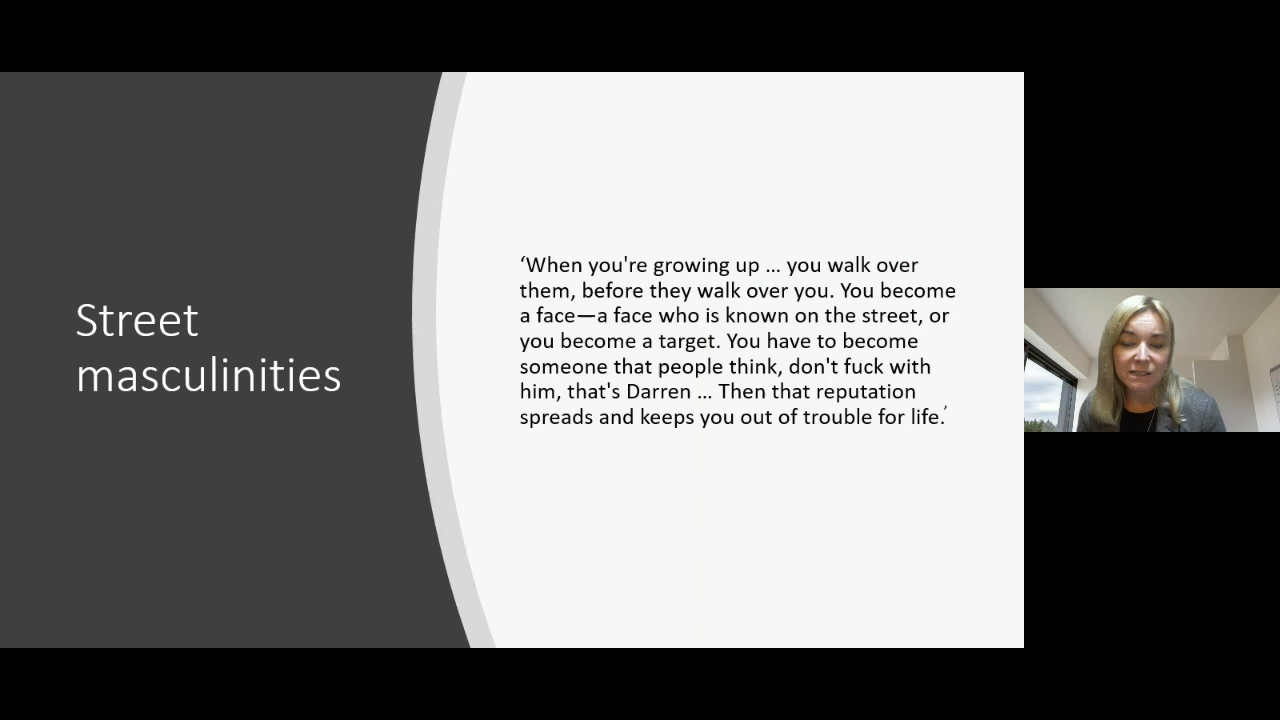 Street
masculinities
‘When you're growing up … you walk over
them, before they walk over you. You become
a face—a face who is known on the street, or
you become a target. You have to become
someone that people think, don't fuck with
him, that's Darren … Then that reputation
spreads and keeps you out of trouble for life.’